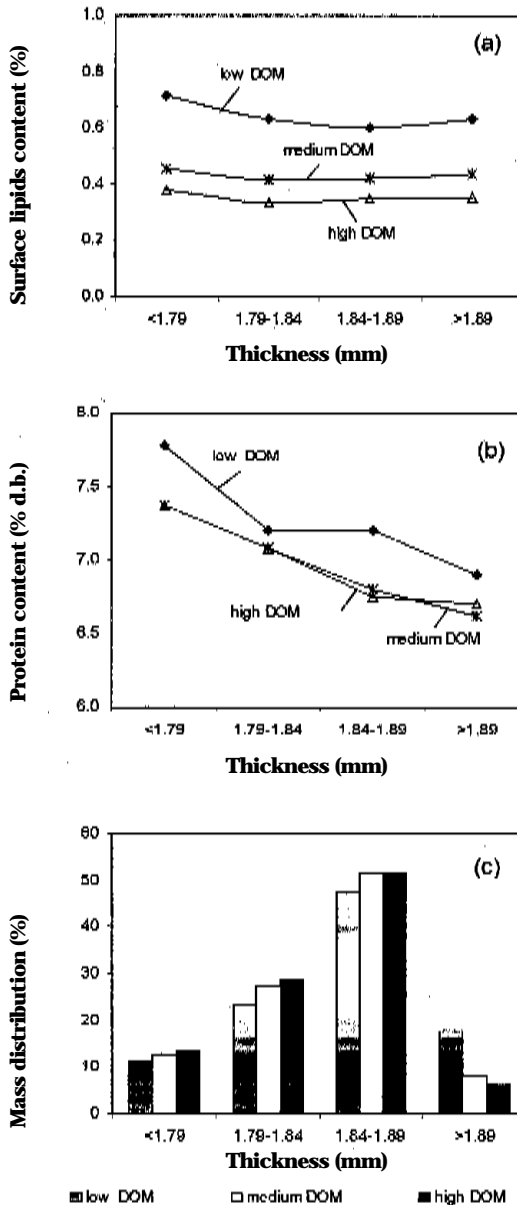 Surface lipids content (%)
1.0
0.8
0.6
0.4
0.2
0.0
(a)
low DOM
medium DOM
high DOM
<1.79 1.79-1.84 1.84-1.89 >1.89
Thickness (mm)
Protein content (% d.b.)
8.0
7.5
7.0
6.5
6.0
(b)
low DOM
high DOM
medium DOM
<1.79 1.79-1.84 1.84-1.89 >1.89
Thickness (mm)
Mass distribution (%)
60
50
40
30
20
10
0
(c)
<1.79 1.79-1.84 1.84-1.89 >1.89
Thickness (mm)
low DOM medium DOM high DOM